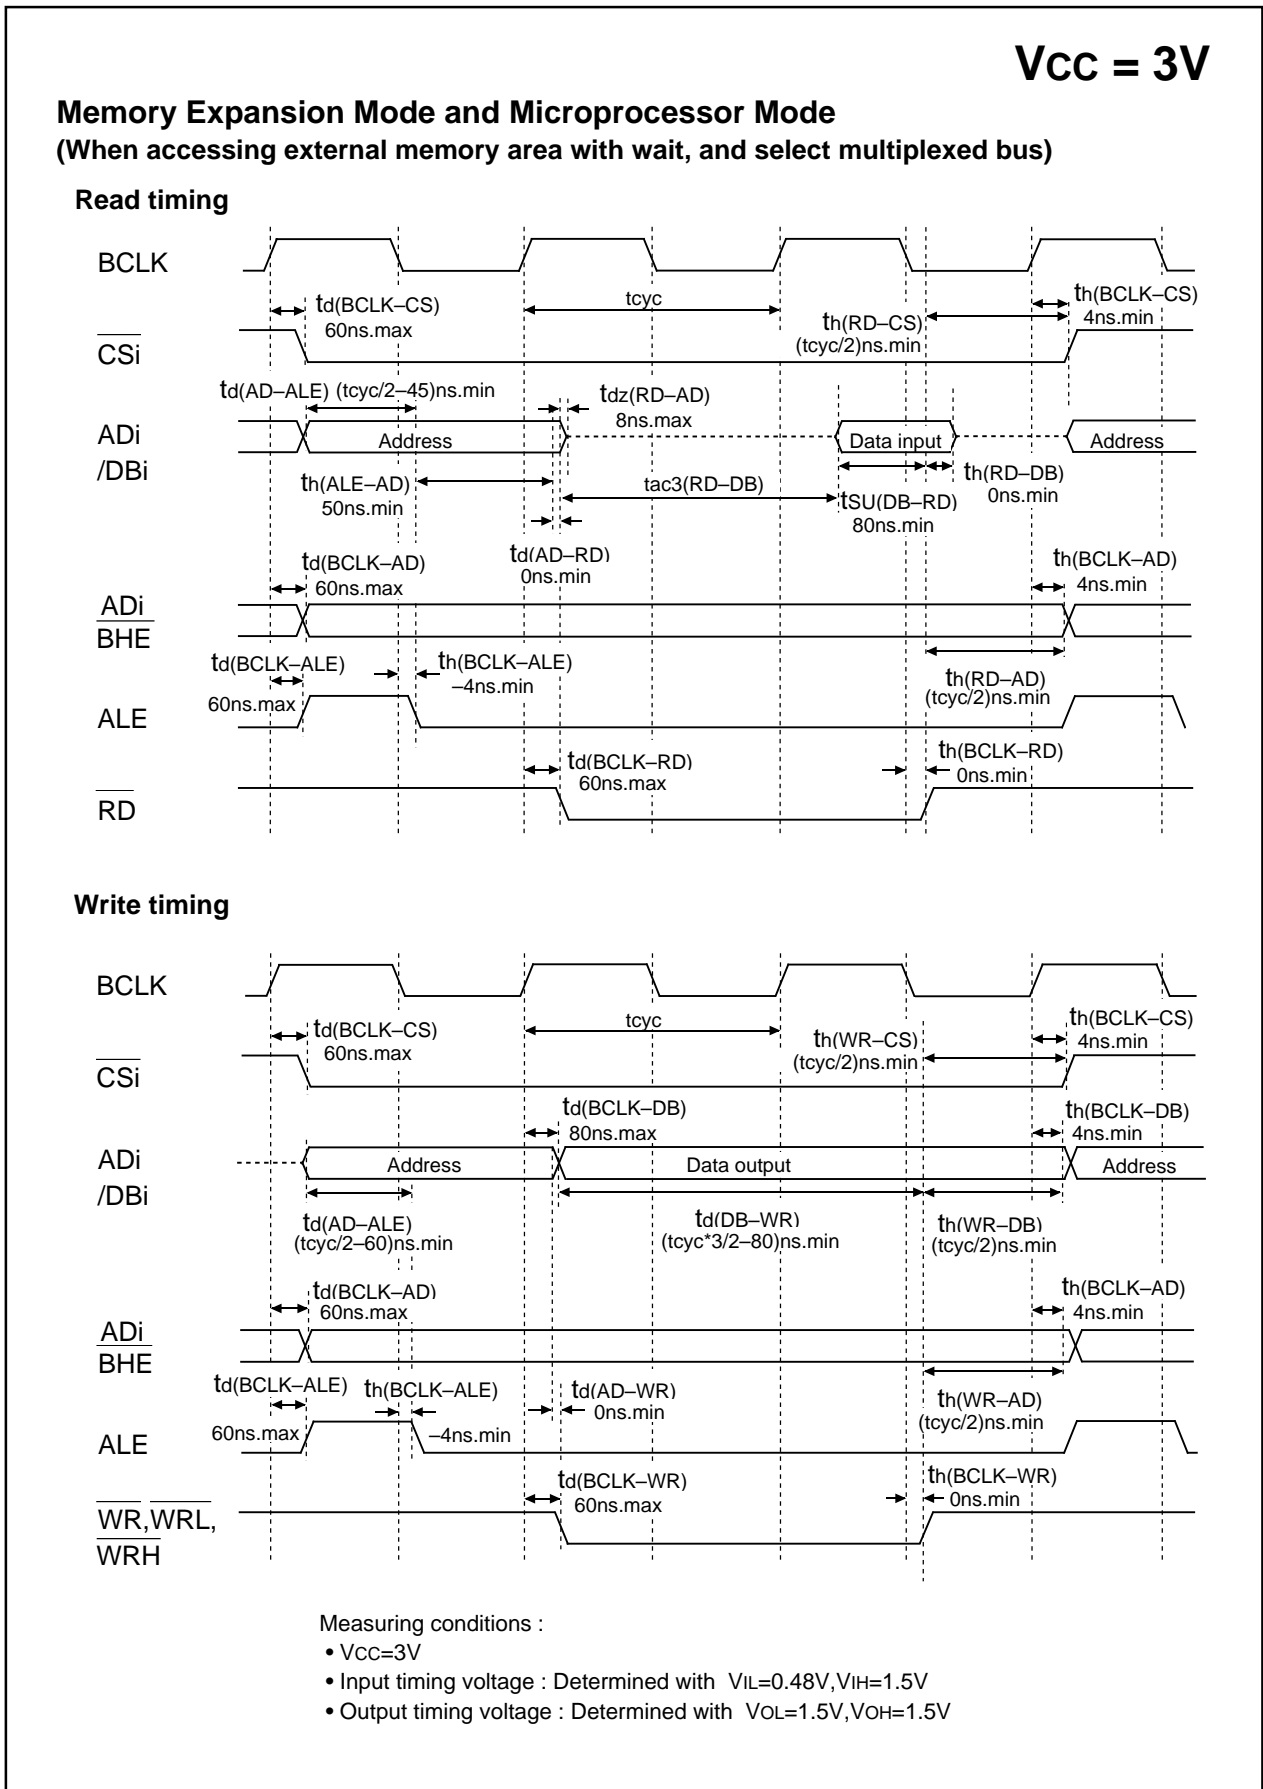 VCC = 3V
Memory Expansion Mode and Microprocessor Mode
(When accessing external memory area with wait, and select multiplexed bus)
Read timing
BCLK
td(BCLK–CS)
60ns.max
tcyc
th(RD–CS)
(tcyc/2)ns.min
th(BCLK–CS)
4ns.min
CSi
td(AD–ALE) (tcyc/2–45)ns.min
tdz(RD–AD)
8ns.max
ADi
/DBi
Address
Data input
Address
th(ALE–AD)
50ns.min
tac3(RD–DB)
tSU(DB–RD)
80ns.min
th(RD–DB)
0ns.min
td(AD–RD)
0ns.min
td(BCLK–AD)
60ns.max
th(BCLK–AD)
4ns.min
ADi
BHE
td(BCLK–ALE)
60ns.max
th(BCLK–ALE)
–4ns.min
th(RD–AD)
(tcyc/2)ns.min
ALE
td(BCLK–RD)
60ns.max
th(BCLK–RD)
0ns.min
RD
Write timing
BCLK
td(BCLK–CS)
60ns.max
tcyc
th(WR–CS)
(tcyc/2)ns.min
th(BCLK–CS)
4ns.min
CSi
td(BCLK–DB)
80ns.max
th(BCLK–DB)
4ns.min
ADi
/DBi
Address
Data output
Address
td(AD–ALE)
(tcyc/2–60)ns.min
td(DB–WR)
(tcyc*3/2–80)ns.min
th(WR–DB)
(tcyc/2)ns.min
td(BCLK–AD)
60ns.max
th(BCLK–AD)
4ns.min
ADi
BHE
td(BCLK–ALE)
60ns.max
th(BCLK–ALE)
–4ns.min
td(AD–WR)
0ns.min
th(WR–AD)
(tcyc/2)ns.min
ALE
td(BCLK–WR)
60ns.max
th(BCLK–WR)
0ns.min
WR,WRL,
WRH
Measuring conditions :
• VCC=3V
• Input timing voltage : Determined with VIL=0.48V,VIH=1.5V
• Output timing voltage : Determined with VOL=1.5V,VOH=1.5V